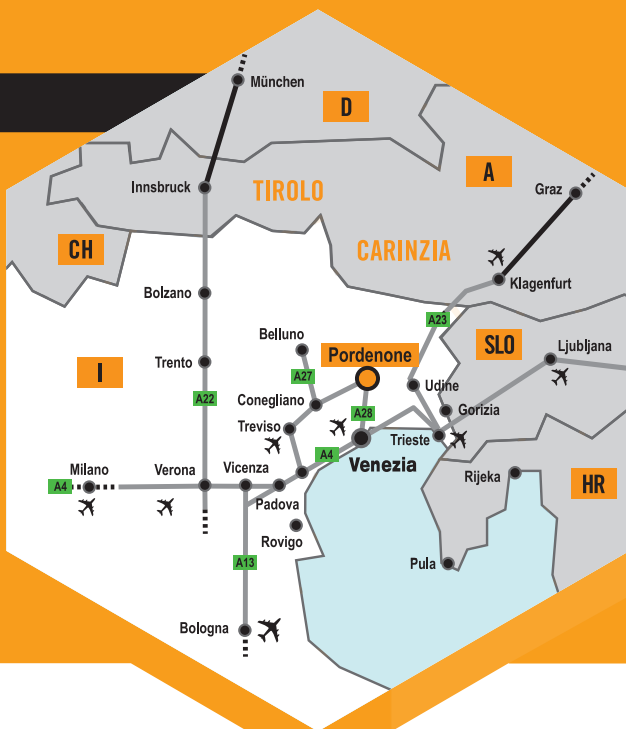 München
D
Innsbruck
TIROLO
A
Graz
CH
CARINZIA
Klagenfurt
Bolzano
A23
Belluno
SLO
Ljubljana
Pordenone
Trento
I
A27
Udine
A22
Conegliano
A28
Gorizia
Treviso
Trieste
A4
Venezia
Milano
Verona
Vicenza
A4
Padova
Rijeka
HR
Rovigo
A13
Pula
Bologna